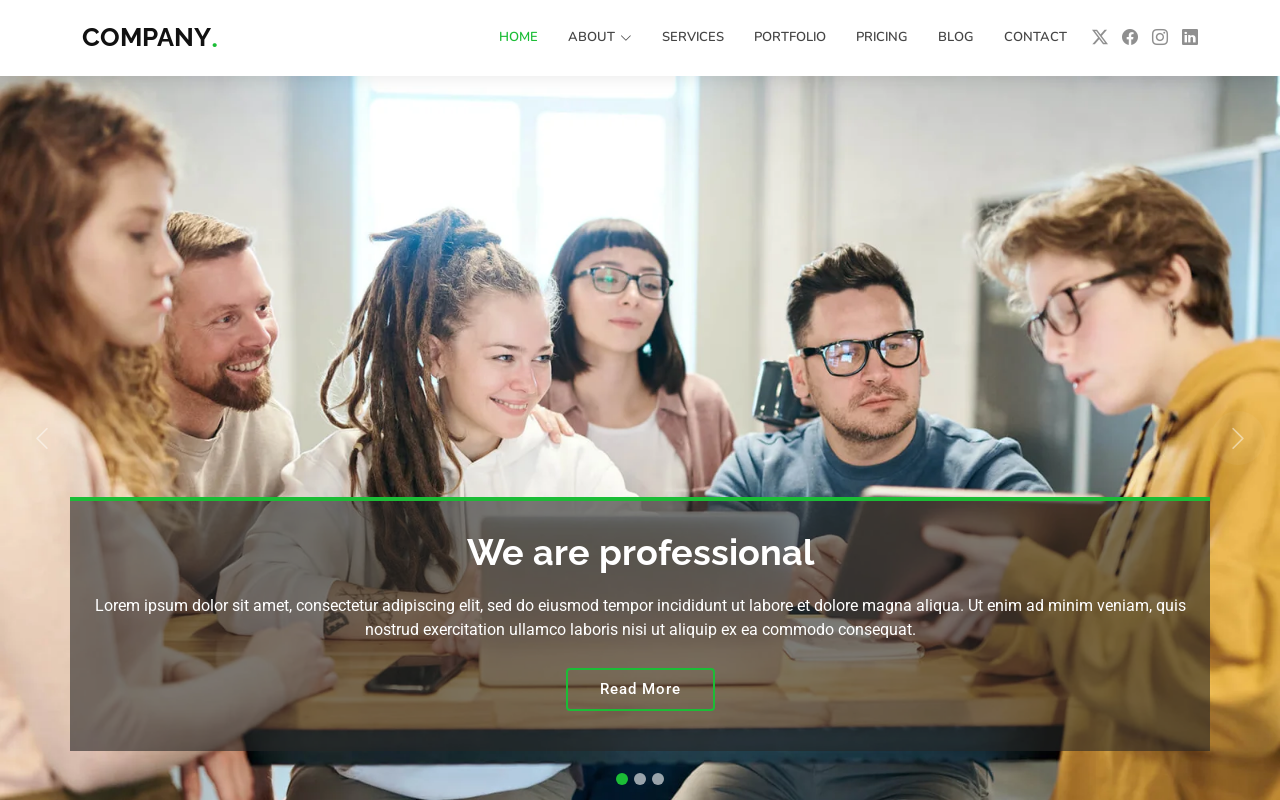 COMPANY.
HOME ABOUT SERVICES PORTFOLIO PRICING BLOG CONTACT
We are professional
Lorem ipsum dolor sit amet, consectetur adipiscing elit, sed do eiusmod tempor incididunt ut labore et dolore magna aliqua. Ut enim ad minim veniam, quis
nostrud exercitation ullamco laboris nisi ut aliquip ex ea commodo consequat.
Read More